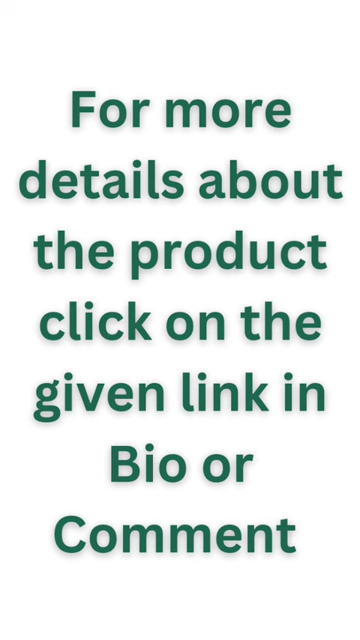 For more
details about
the product
click on the
given link in
Bio or
Comment